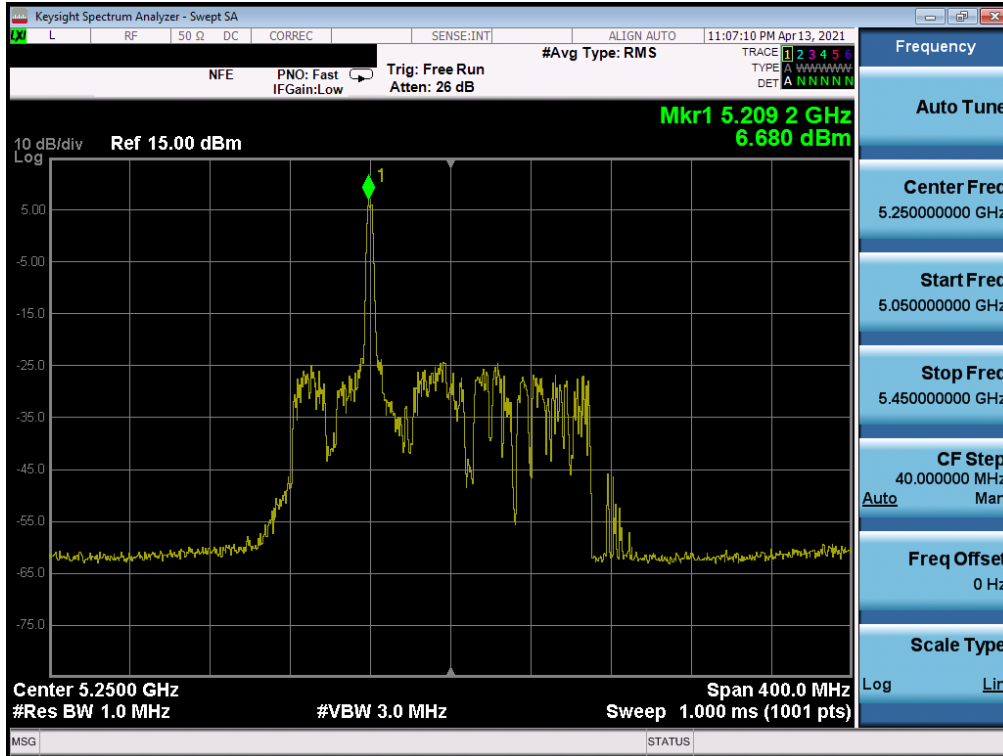 Keysight Spectrum Analyzer - Swept SA
LXI L RF 50 Ω DC CORREC SENSE:INT ALIGN AUTO 11:07:10 PM Apr 13, 2021
NFE PNO: Fast Trig: Free Run #Avg Type: RMS TRACE 1 2 3 4 5 6
IFGain:Low Atten: 26 dB TYPE A WWWWW
DET A N N N N N
Mkr1 5.209 2 GHz
6.680 dBm
10 dB/div Ref 15.00 dBm
Log
1
5.00
-5.00
-15.0
-25.0
-35.0
-45.0
-55.0
-65.0
-75.0
Center 5.2500 GHz Span 400.0 MHz
#Res BW 1.0 MHz #VBW 3.0 MHz Sweep 1.000 ms (1001 pts)
MSG STATUS
Frequency
Auto Tune
Center Freq
5.250000000 GHz
Start Freq
5.050000000 GHz
Stop Freq
5.450000000 GHz
CF Step
40.000000 MHz
Auto Man
Freq Offset
0 Hz
Scale Type
Log Lin